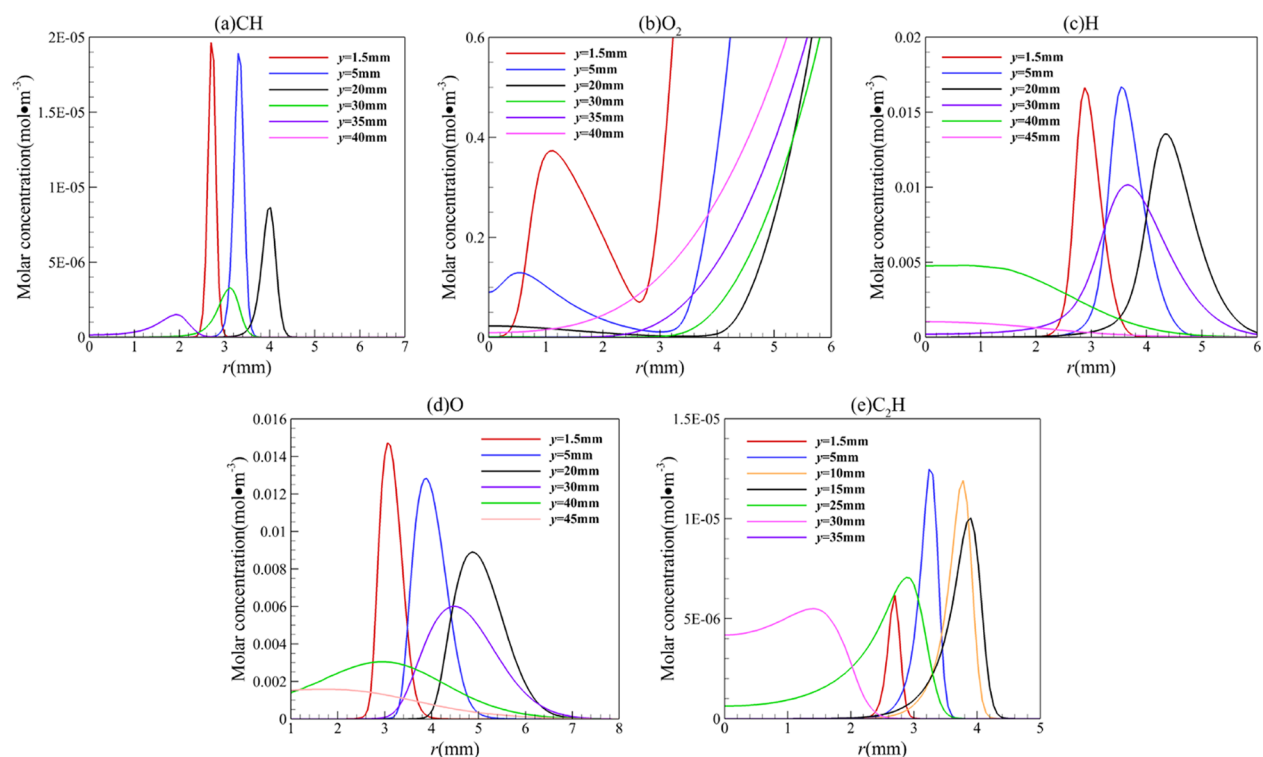 (a)CH
2E-05
1.5E-05
1E-05
5E-06
0
0 1 2 3 4 5 6 7
Molar concentration(mol●m-3)
r(mm)
y=1.5mm
y=5mm
y=20mm
y=30mm
y=35mm
y=40mm
(b)O2
0.6
0.4
0.2
0
0 1 2 3 4 5 6
Molar concentration(mol●m-3)
r(mm)
y=1.5mm
y=5mm
y=20mm
y=30mm
y=35mm
y=40mm
(c)H
0.02
0.015
0.01
0.005
0
0 1 2 3 4 5 6
Molar concentration(mol●m-3)
r(mm)
y=1.5mm
y=5mm
y=20mm
y=30mm
y=40mm
y=45mm
(d)O
0.016
0.014
0.012
0.01
0.008
0.006
0.004
0.002
0
1 2 3 4 5 6 7 8
Molar concentration(mol●m-3)
r(mm)
y=1.5mm
y=5mm
y=20mm
y=30mm
y=40mm
y=45mm
(e)C2H
1.5E-05
1E-05
5E-06
0
0 1 2 3 4 5
Molar concentration(mol●m-3)
r(mm)
y=1.5mm
y=5mm
y=10mm
y=15mm
y=25mm
y=30mm
y=35mm